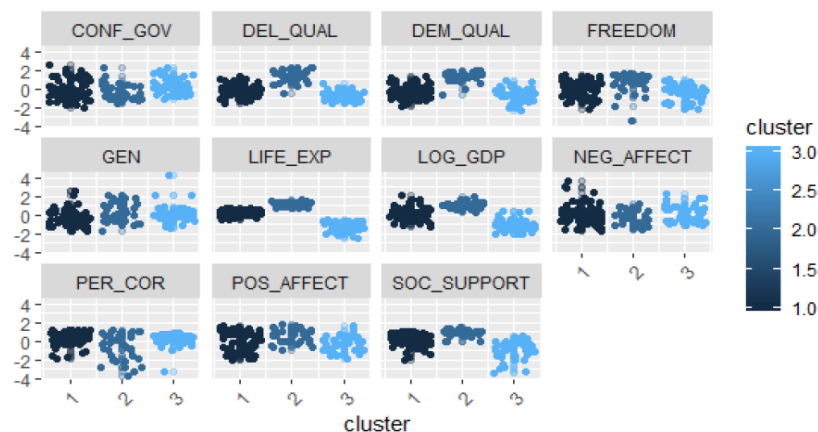 CONF_GOV DEL_QUAL DEM_QUAL FREEDOM
4
2
0
-2
-4
GEN LIFE_EXP LOG_GDP NEG_AFFECT
4
2
0
-2
-4
PER_COR POS_AFFECT SOC_SUPPORT
4
2
0
-2
-4
1 2 3
1 2 3 1 2 3 1 2 3
cluster
cluster
3.0
2.5
2.0
1.5
1.0